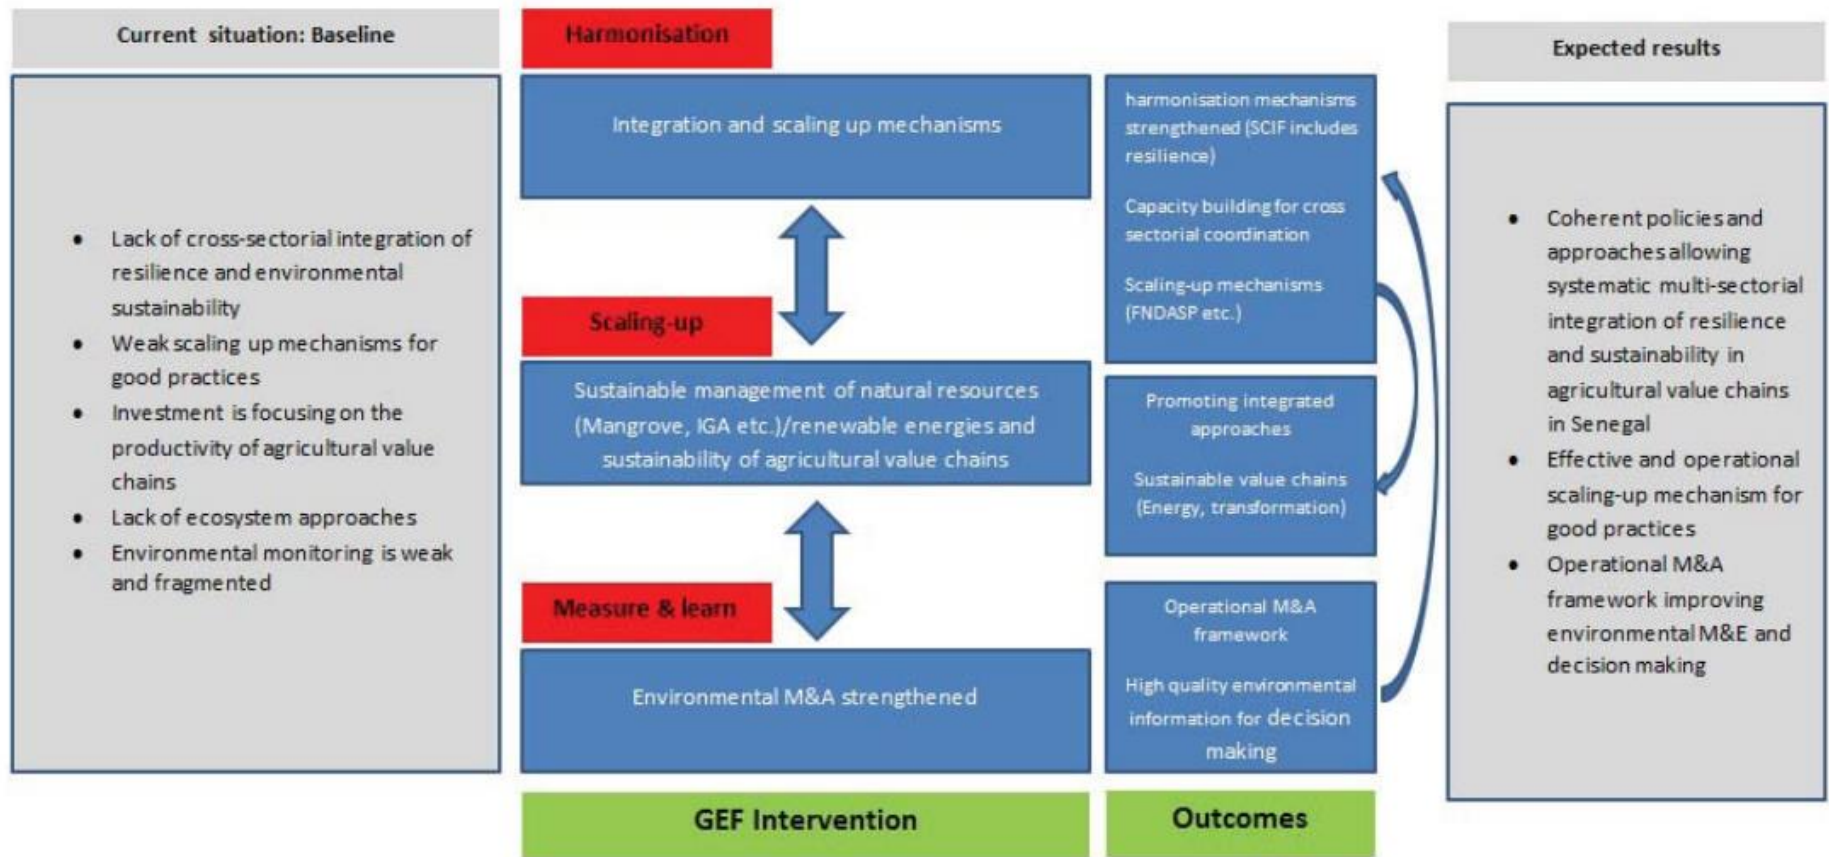 Current situation: Baseline
• Lack of cross-sectorial integration of
resilience and environmental
sustainability
• Weak scaling up mechanisms for
good practices
• Investment is focusing on the
productivity of agricultural value
chains
• Lack of ecosystem approaches
• Environmental monitoring is weak
and fragmented
Harmonisation
Integration and scaling up mechanisms
Scaling-up
Sustainable management of natural resources
(Mangrove, IGA etc.)/renewable energies and
sustainability of agricultural value chains
Measure & learn
Environmental M&A strengthened
GEF Intervention
harmonisation mechanisms
strengthened (SCIF includes
resilience)
Capacity building for cross
sectorial coordination
Scaling-up mechanisms
(FNDASP etc.)
Promoting integrated
approaches
Sustainable value chains
(Energy, transformation)
Operational M&A
framework
High quality environmental
information for decision
making
Outcomes
Expected results
• Coherent policies and
approaches allowing
systematic multi-sectorial
integration of resilience
and sustainability in
agricultural value chains
in Senegal
• Effective and operational
scaling-up mechanism for
good practices
• Operational M&A
framework improving
environmental M&E and
decision making